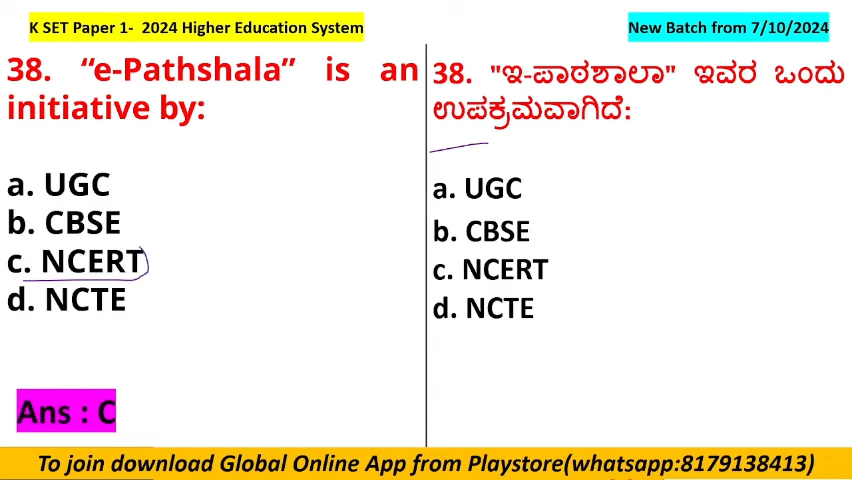 K SET Paper 1-  2024 Higher Education System
New Batch from 7/10/2024
38. “e-Pathshala” is an
initiative by:
a. UGC
b. CBSE
c. NCERT
d. NCTE
Ans : C
38. "ಇ-ಪಾಠಶಾಲಾ" ಇವರ ಒಂದು
ಉಪಕ್ರಮವಾಗಿದೆ:
a. UGC
b. CBSE
c. NCERT
d. NCTE
To join download Global Online App from Playstore(whatsapp:8179138413)